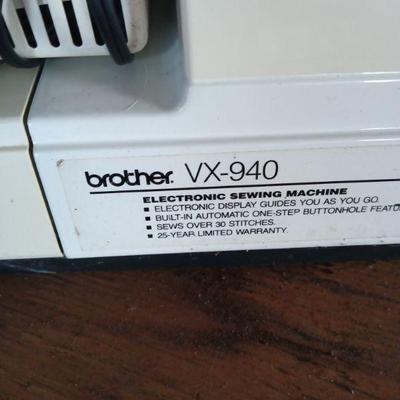 brother. VX-940
ELECTRONIC SEWING MACHINE
▪ ELECTRONIC DISPLAY GUIDES YOU AS YOU GO.
▪ BUILT-IN AUTOMATIC ONE-STEP BUTTONHOLE
▪ SEWS OVER 30 STITCHES.
▪ 25-YEAR LIMITED WARRANTY.